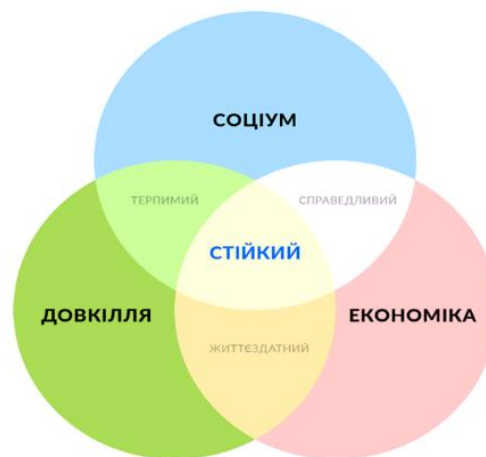 СОЦІУМ
ТЕРПИМИЙ
СПРАВЕДЛИВИЙ
СТІЙКИЙ
ДОВКІЛЛЯ
ЕКОНОМІКА
ЖИТТЄЗДАТНИЙ